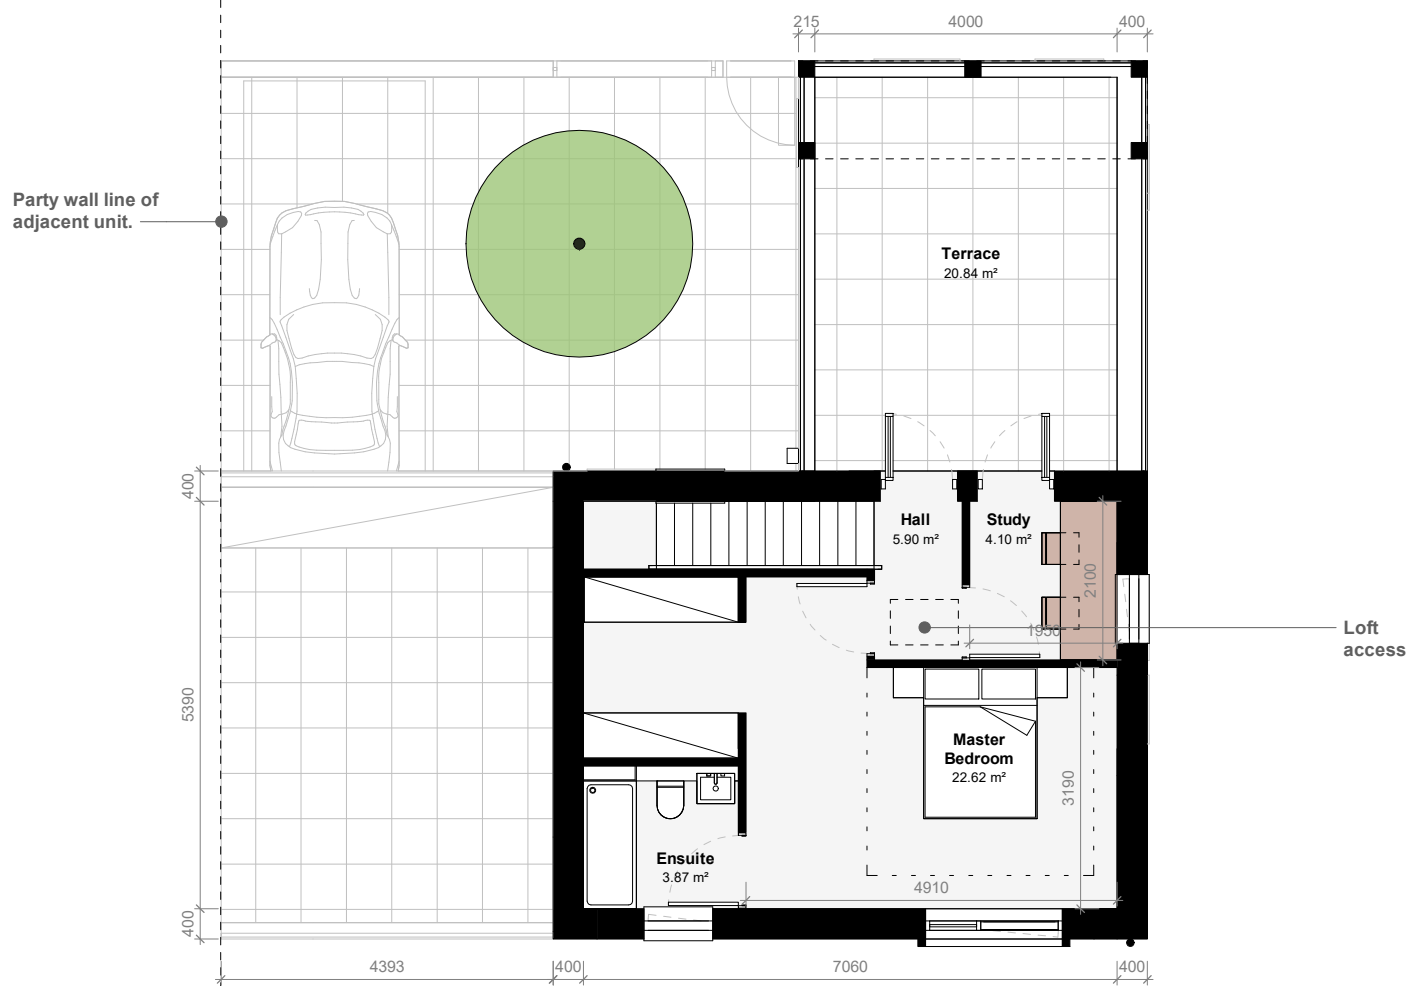 215
4000
400
Party wall line of
adjacent unit.
Terrace
20.84 m²
400
Hall
5.90 m²
Study
4.10 m²
2100
1950
Loft
access
5390
Master
Bedroom
22.62 m²
3190
Ensuite
3.87 m²
4910
400
4393
400
7060
400